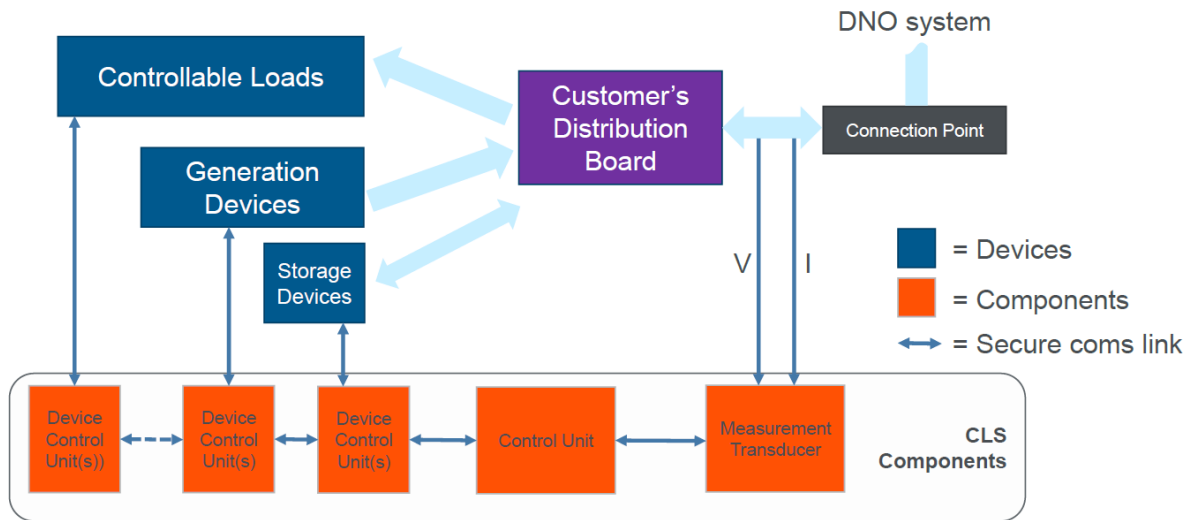 DNO system
Controllable Loads
Customer's
Distribution
Board
Connection Point
Generation
Devices
Storage
Devices
V
I
= Devices
= Components
= Secure coms link
Device
Control
Unit(s))
Device
Control
Unit(s)
Device
Control
Unit(s)
Control Unit
Measurement
Transducer
CLS
Components